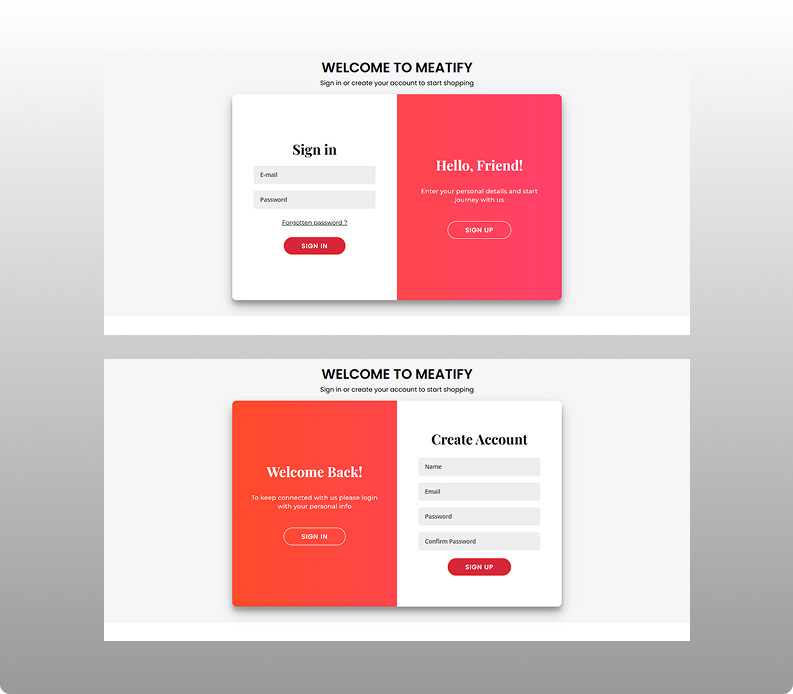 WELCOME TO MEATIFY
Sign in or create your account to start shopping
Sign in
E-mail
Password
Forgotten password ?
SIGN IN
Hello, Friend!
Enter your personal details and start
journey with us
SIGN UP
WELCOME TO MEATIFY
Sign in or create your account to start shopping
Welcome Back!
To keep connected with us please login
with your personal info
SIGN IN
Create Account
Name
Email
Password
Confirm Password
SIGN UP